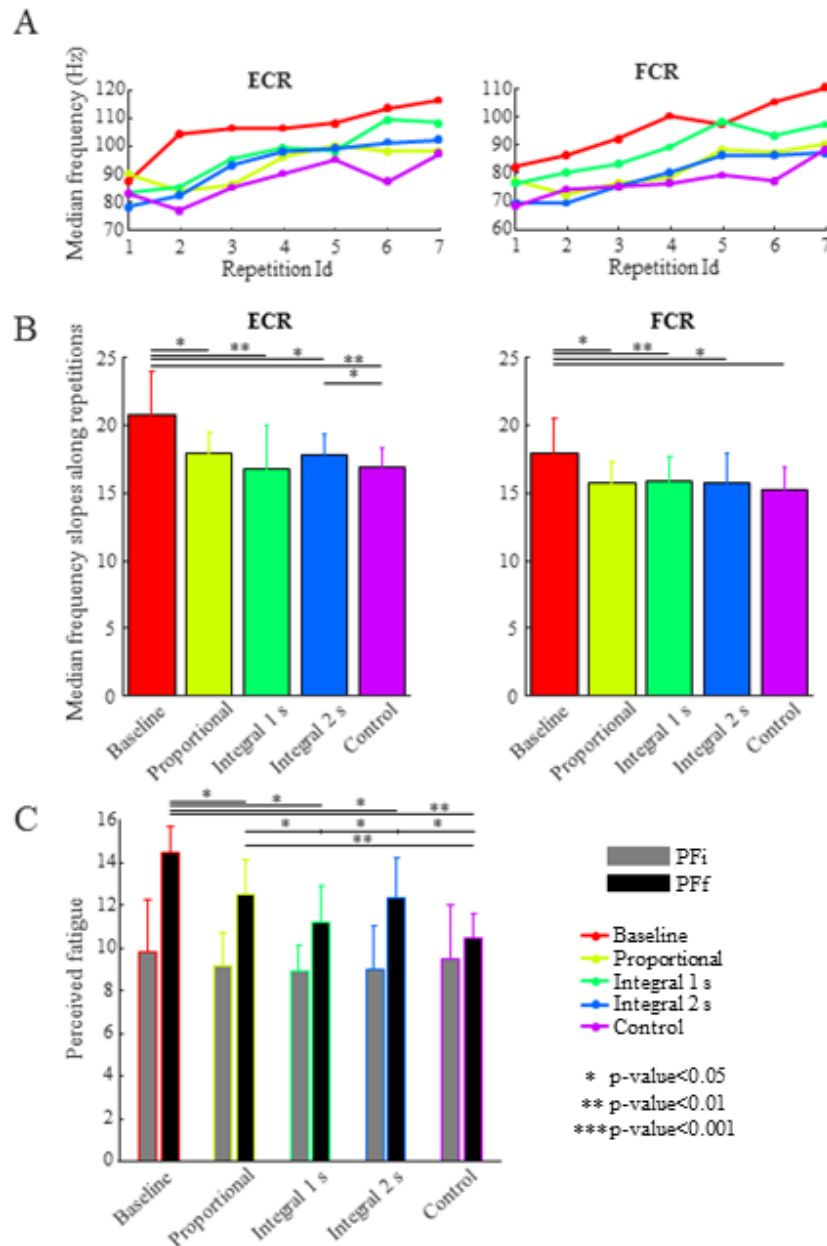 A
ECR
FCR
Median frequency (Hz)
120
110
100
90
80
70
1 2 3 4 5 6 7
Repetition Id
120
110
100
90
80
70
60
1 2 3 4 5 6 7
Repetition Id
B
ECR
FCR
Median frequency slopes along repetitions
25
20
15
10
5
0
* ** * ** *
Baseline
Proportional
Integral 1 s
Integral 2 s
Control
25
20
15
10
5
0
* ** *
Baseline
Proportional
Integral 1 s
Integral 2 s
Control
C
Perceived fatigue
16
14
12
10
8
6
4
2
0
* * * **
* * *
**
Baseline
Proportional
Integral 1 s
Integral 2 s
Control
PFi
PFf
Baseline
Proportional
Integral 1 s
Integral 2 s
Control
* p-value<0.05
** p-value<0.01
*** p-value<0.001